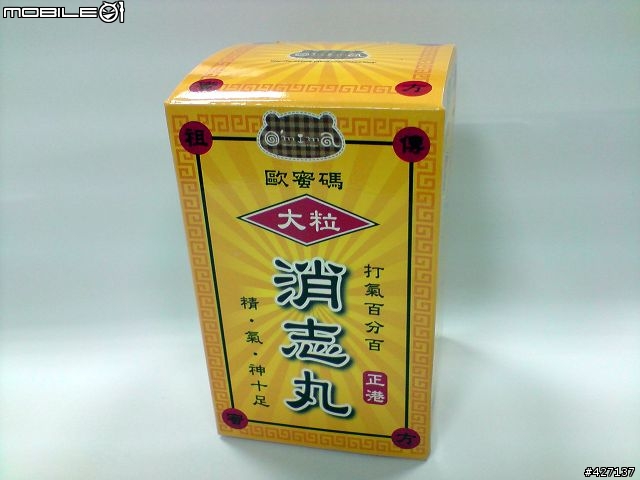 MOBILE01
方
祖 傳
歐蜜碼
大粒
消志丸
打氣百分百
正港
精・氣・神十足
方
#427137